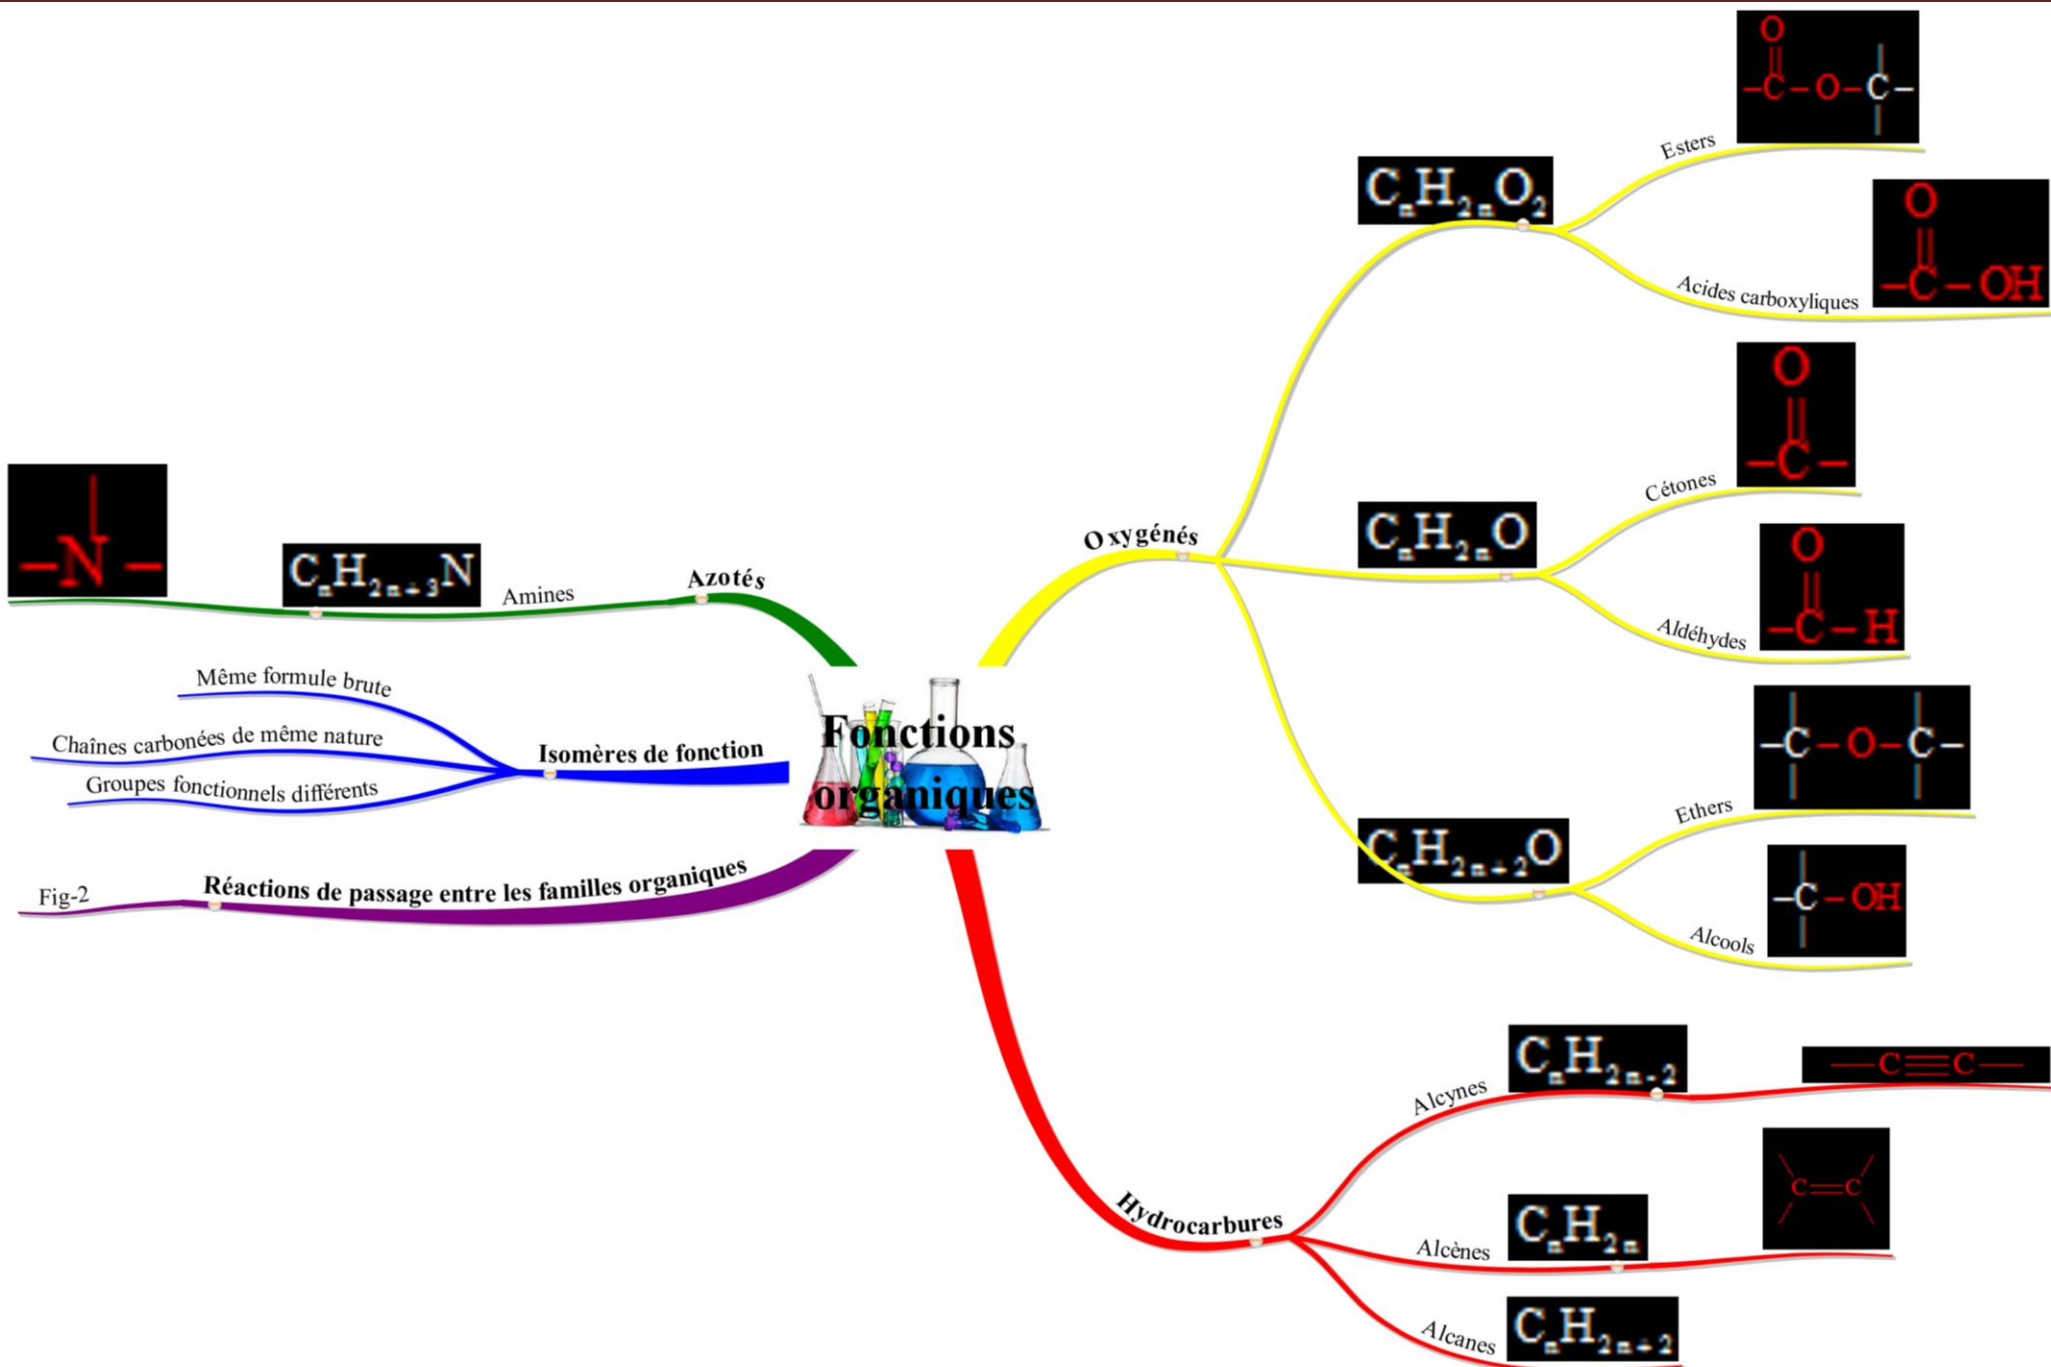 Fonctions
organiques
Oxygénés
CnH2nO2
Esters
O
–C–O–C–
Acides carboxyliques
O
–C–OH
CnH2nO
Cétones
O
–C–
Aldéhydes
O
–C–H
CnH2n+2O
Ethers
–C–O–C–
Alcools
–C–OH
Hydrocarbures
Alcynes
CnH2n-2
—C≡C—
Alcènes
CnH2n
C=C
Alcanes
CnH2n+2
Azotés
Amines
CnH2n+3N
–N–
Isomères de fonction
Même formule brute
Chaînes carbonées de même nature
Groupes fonctionnels différents
Réactions de passage entre les familles organiques
Fig-2